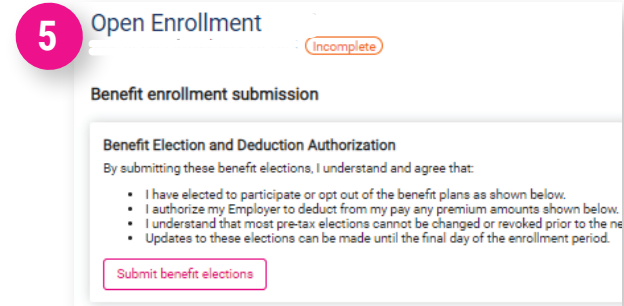 5
Open Enrollment
Incomplete
Benefit enrollment submission
Benefit Election and Deduction Authorization
By submitting these benefit elections, I understand and agree that:
• I have elected to participate or opt out of the benefit plans as shown below.
• I authorize my Employer to deduct from my pay any premium amounts shown below.
• I understand that most pre-tax elections cannot be changed or revoked prior to the ne
• Updates to these elections can be made until the final day of the enrollment period.
Submit benefit elections